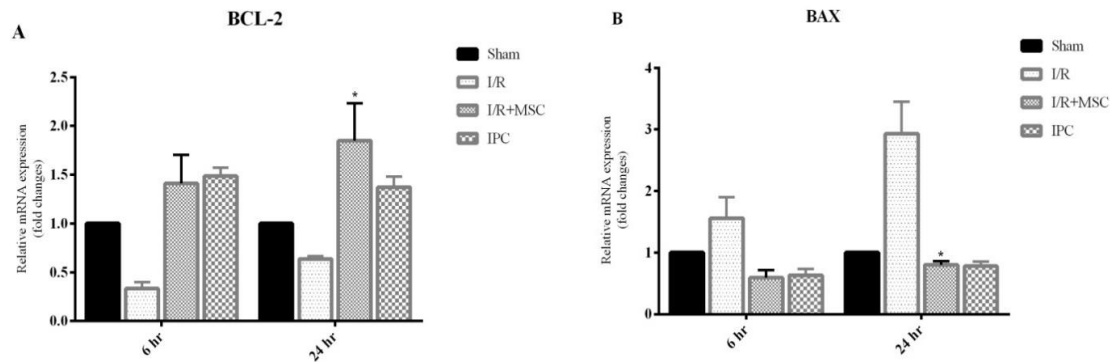 A
BCL-2
Sham
I/R
I/R+MSC
IPC
Relative mRNA expression
(fold changes)
2.5
2.0
1.5
1.0
0.5
0.0
*
6 hr
24 hr
B
BAX
Sham
I/R
I/R+MSC
IPC
Relative mRNA expression
(fold changes)
4
3
2
1
0
*
6 hr
24 hr